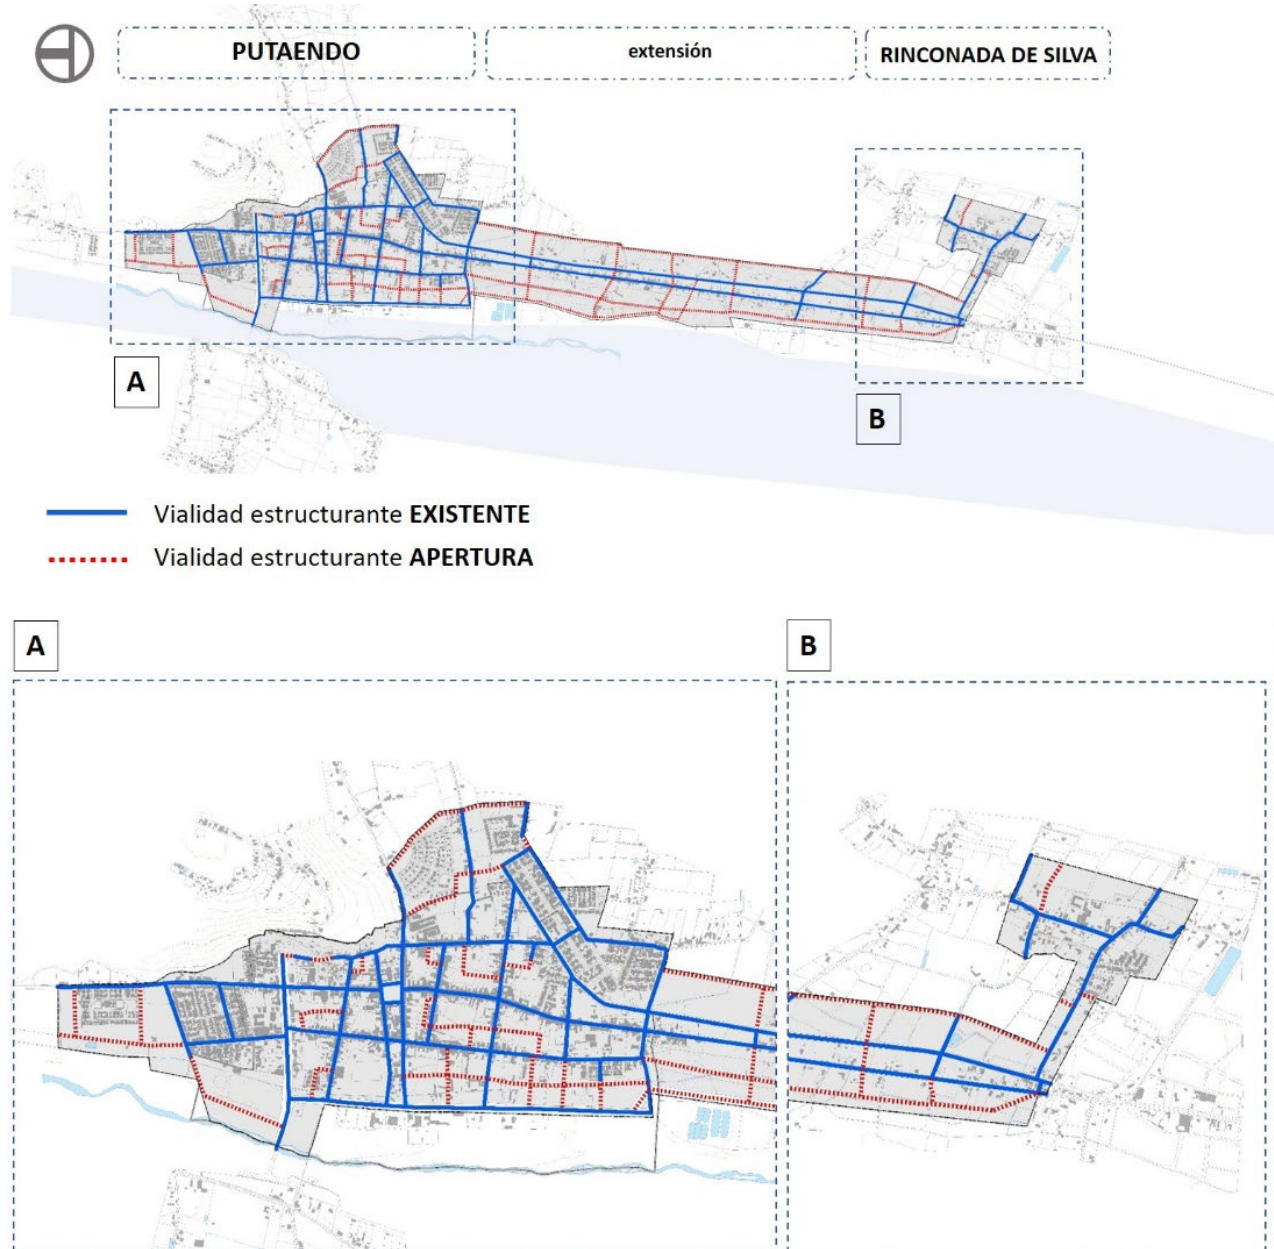 PUTAENDO
extensión
RINCONADA DE SILVA
A
B
Vialidad estructurante EXISTENTE
Vialidad estructurante APERTURA
A
B